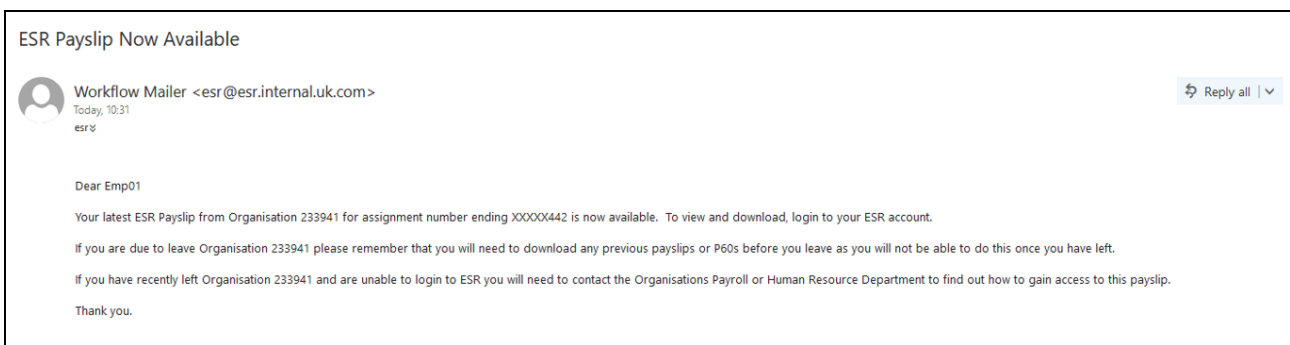 ESR Payslip Now Available
Workflow Mailer <esr@esr.internal.uk.com>
Reply all
Today, 10:31
esr
Dear Emp01
Your latest ESR Payslip from Organisation 233941 for assignment number ending XXXXX442 is now available.  To view and download, login to your ESR account.
If you are due to leave Organisation 233941 please remember that you will need to download any previous payslips or P60s before you leave as you will not be able to do this once you have left.
If you have recently left Organisation 233941 and are unable to login to ESR you will need to contact the Organisations Payroll or Human Resource Department to find out how to gain access to this payslip.
Thank you.